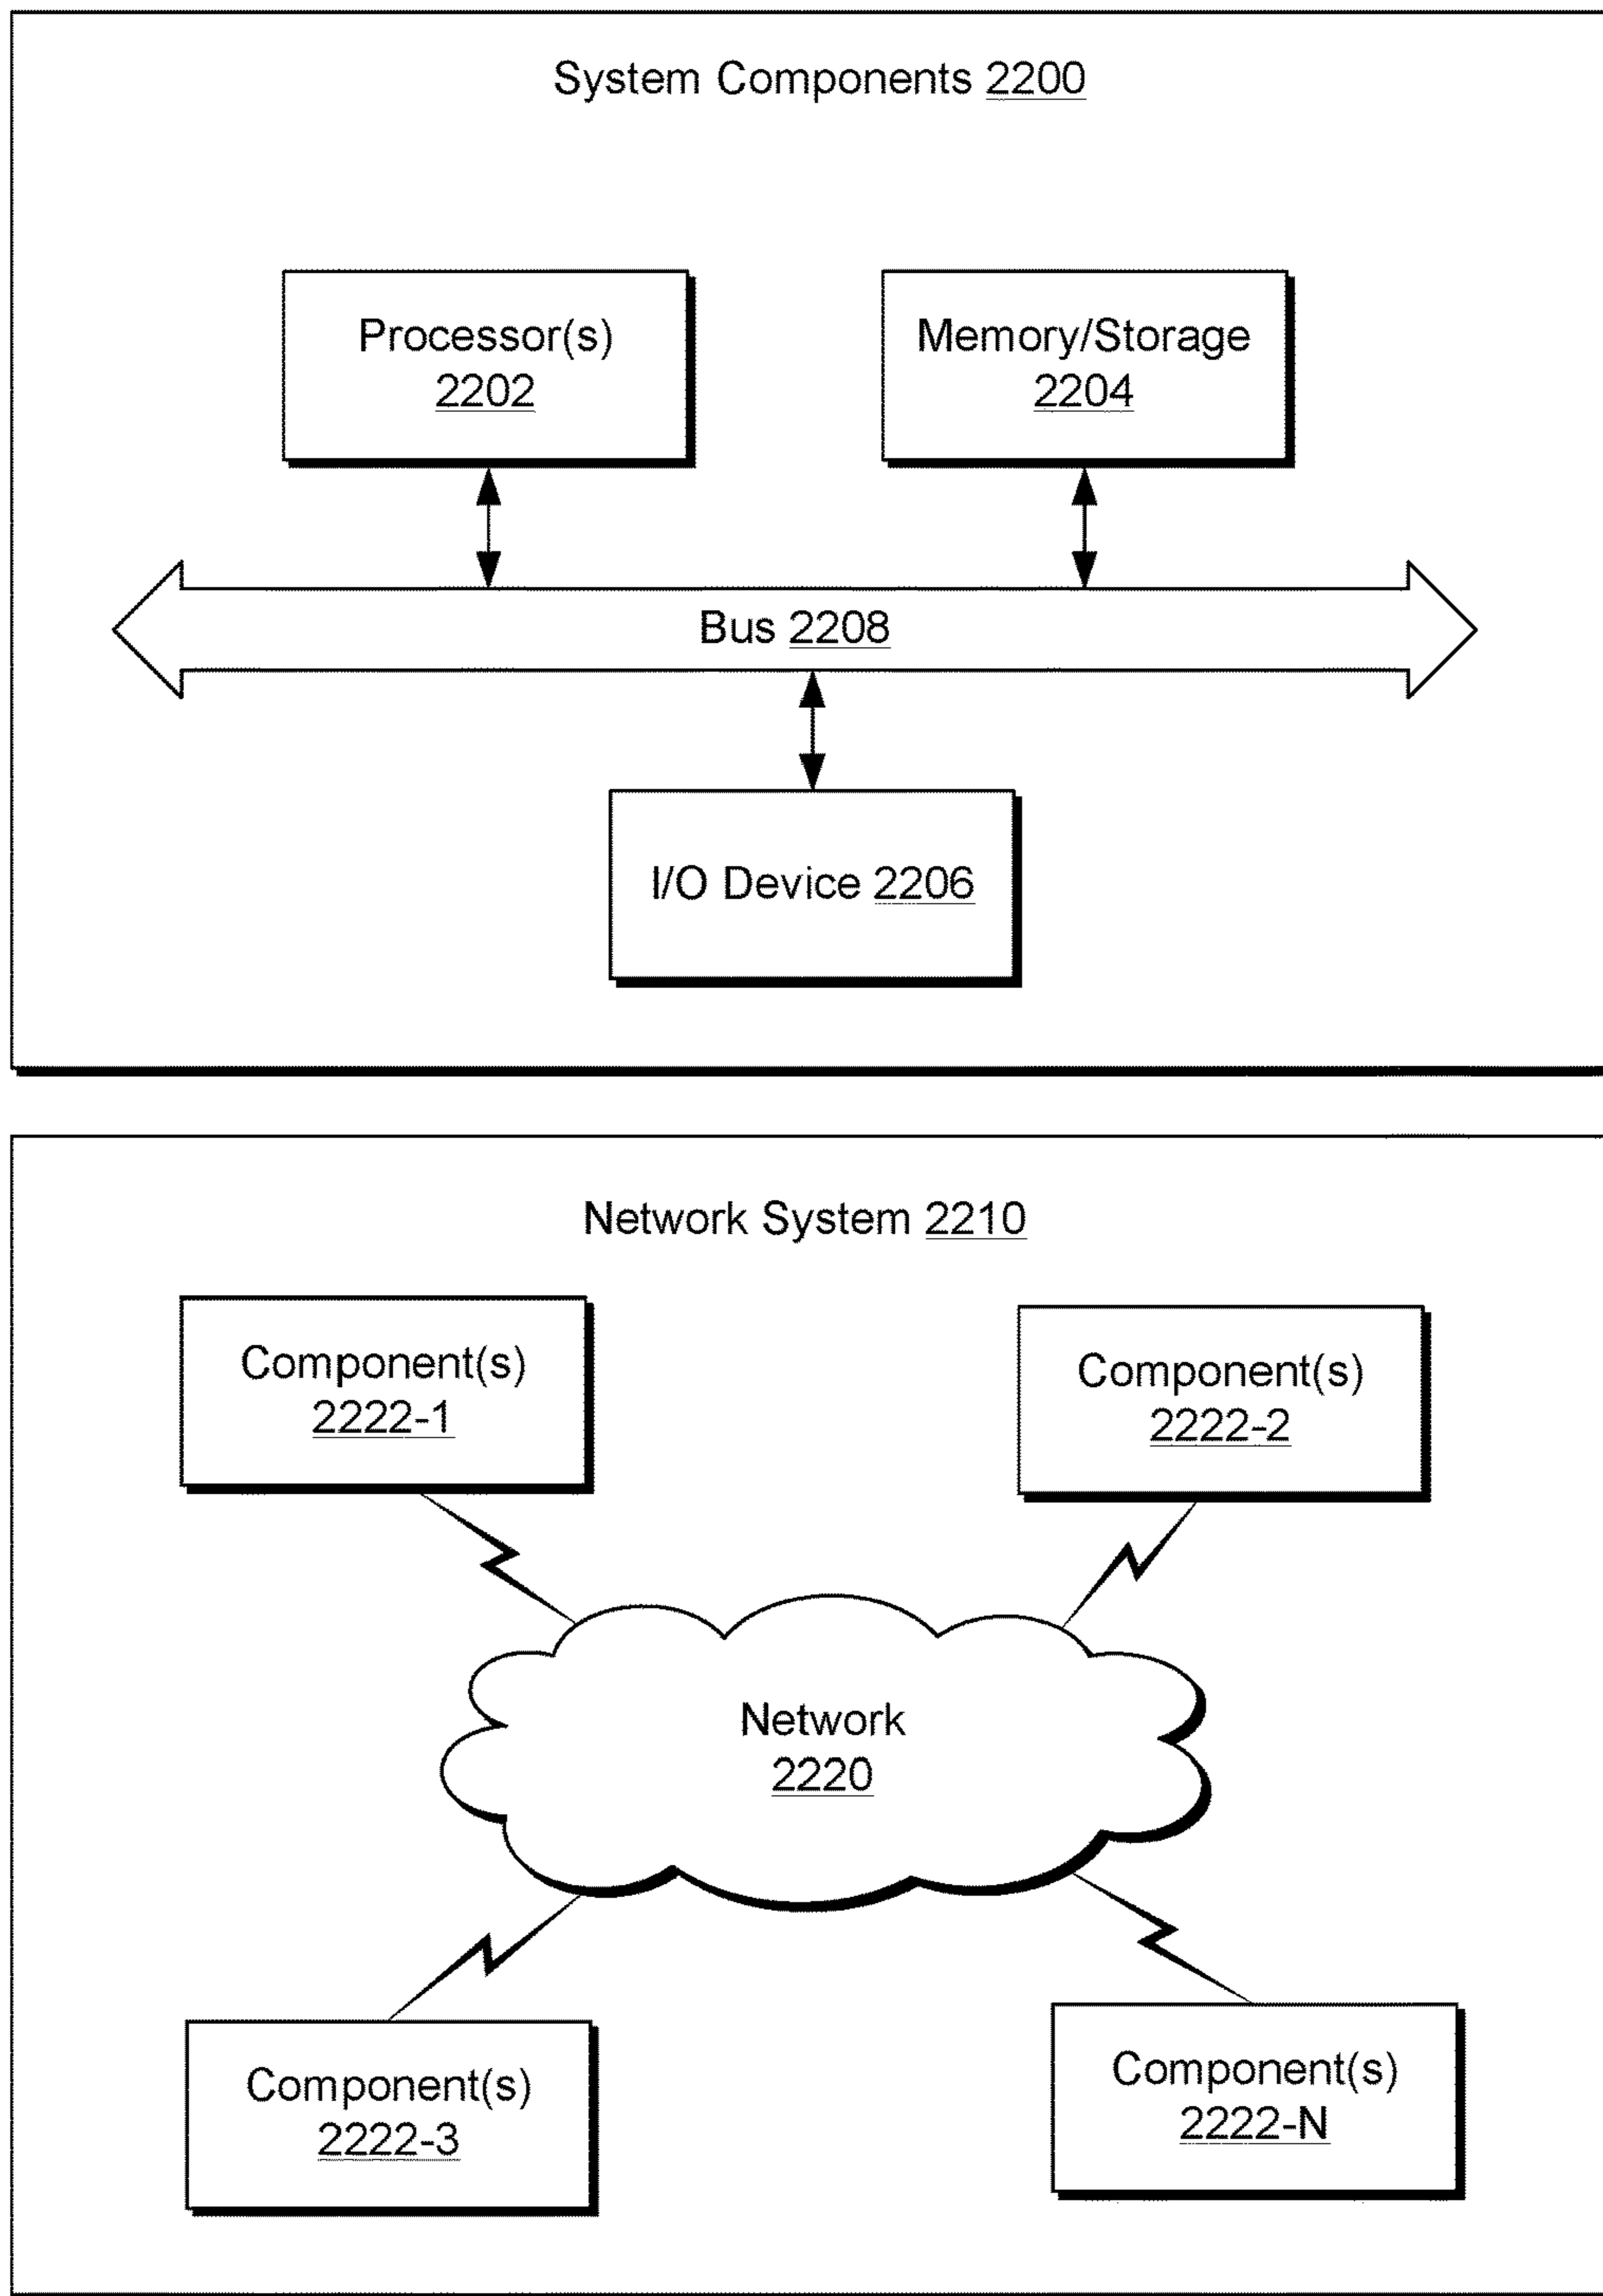 System Components 2200
Processor(s)
2202
Memory/Storage
2204
Bus 2208
I/O Device 2206
Network System 2210
Component(s)
2222-1
Component(s)
2222-2
Network
2220
Component(s)
2222-3
Component(s)
2222-N